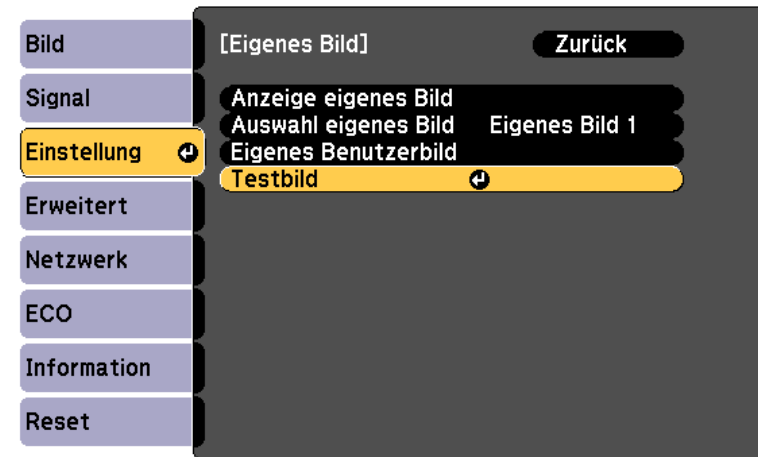 Bild
Signal
Einstellung
Erweitert
Netzwerk
ECO
Information
Reset
[Eigenes Bild] Zurück
Anzeige eigenes Bild
Auswahl eigenes Bild Eigenes Bild 1
Eigenes Benutzerbild
Testbild